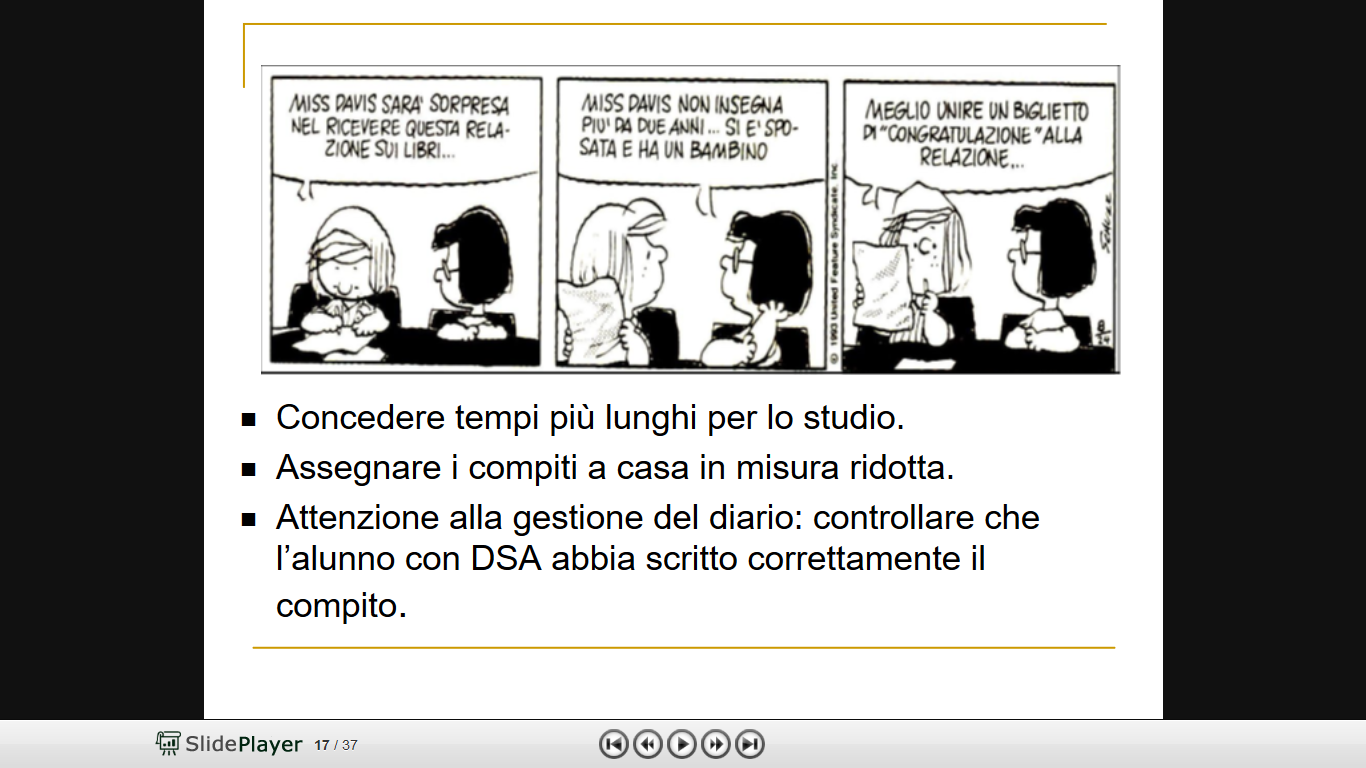 MISS DAVIS SARA' SORPRESA
NEL RICEVERE QUESTA RELA-
ZIONE SUI LIBRI...
MISS DAVIS NON INSEGNA
PIU' DA DUE ANNI... SI E' SPO-
SATA E HA UN BAMBINO
© 1993 United Feature Syndicate, Inc.
MEGLIO UNIRE UN BIGLIETTO
DI "CONGRATULAZIONE" ALLA
RELAZIONE...
SCHULZ
■ Concedere tempi più lunghi per lo studio.
■ Assegnare i compiti a casa in misura ridotta.
■ Attenzione alla gestione del diario: controllare che
l’alunno con DSA abbia scritto correttamente il
compito.
SlidePlayer 17 / 37